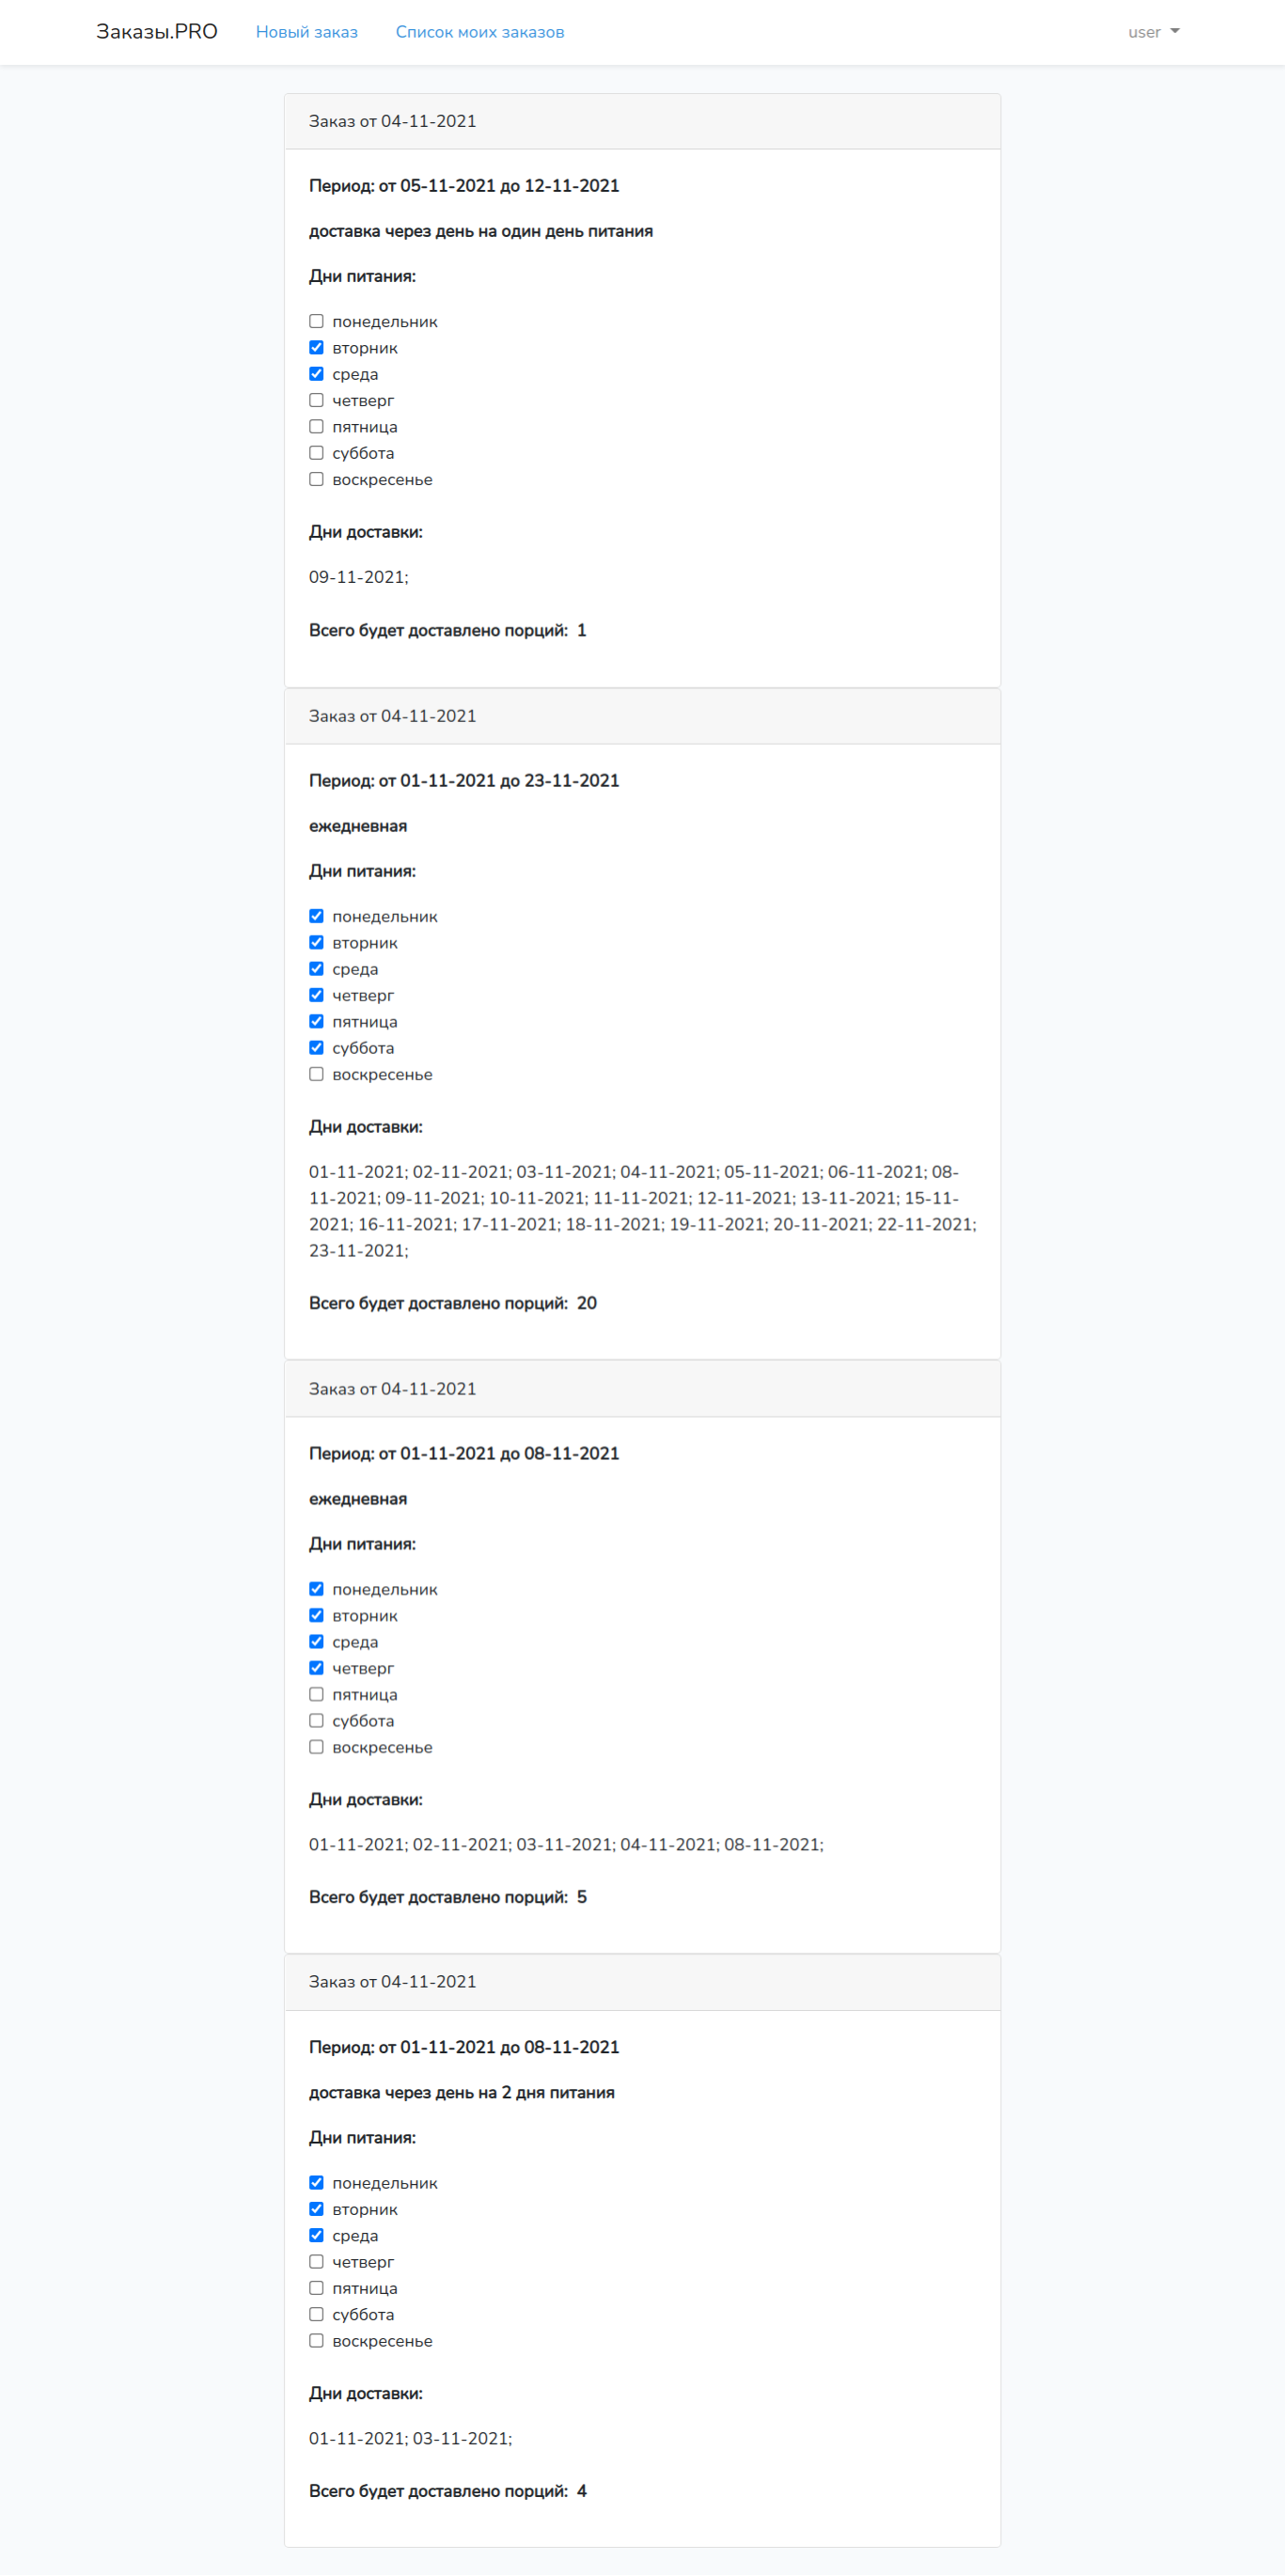 Заказы.PRO
Новый заказ
Список моих заказов
user
Заказ от 04-11-2021
Период: от 05-11-2021 до 12-11-2021
доставка через день на один день питания
Дни питания:
понедельник
вторник
среда
четверг
пятница
суббота
воскресенье
Дни доставки:
09-11-2021;
Всего будет доставлено порций: 1
Заказ от 04-11-2021
Период: от 01-11-2021 до 23-11-2021
ежедневная
Дни питания:
понедельник
вторник
среда
четверг
пятница
суббота
воскресенье
Дни доставки:
01-11-2021; 02-11-2021; 03-11-2021; 04-11-2021; 05-11-2021; 06-11-2021; 08-
11-2021; 09-11-2021; 10-11-2021; 11-11-2021; 12-11-2021; 13-11-2021; 15-11-
2021; 16-11-2021; 17-11-2021; 18-11-2021; 19-11-2021; 20-11-2021; 22-11-2021;
23-11-2021;
Всего будет доставлено порций: 20
Заказ от 04-11-2021
Период: от 01-11-2021 до 08-11-2021
ежедневная
Дни питания:
понедельник
вторник
среда
четверг
пятница
суббота
воскресенье
Дни доставки:
01-11-2021; 02-11-2021; 03-11-2021; 04-11-2021; 08-11-2021;
Всего будет доставлено порций: 5
Заказ от 04-11-2021
Период: от 01-11-2021 до 08-11-2021
доставка через день на 2 дня питания
Дни питания:
понедельник
вторник
среда
четверг
пятница
суббота
воскресенье
Дни доставки:
01-11-2021; 03-11-2021;
Всего будет доставлено порций: 4